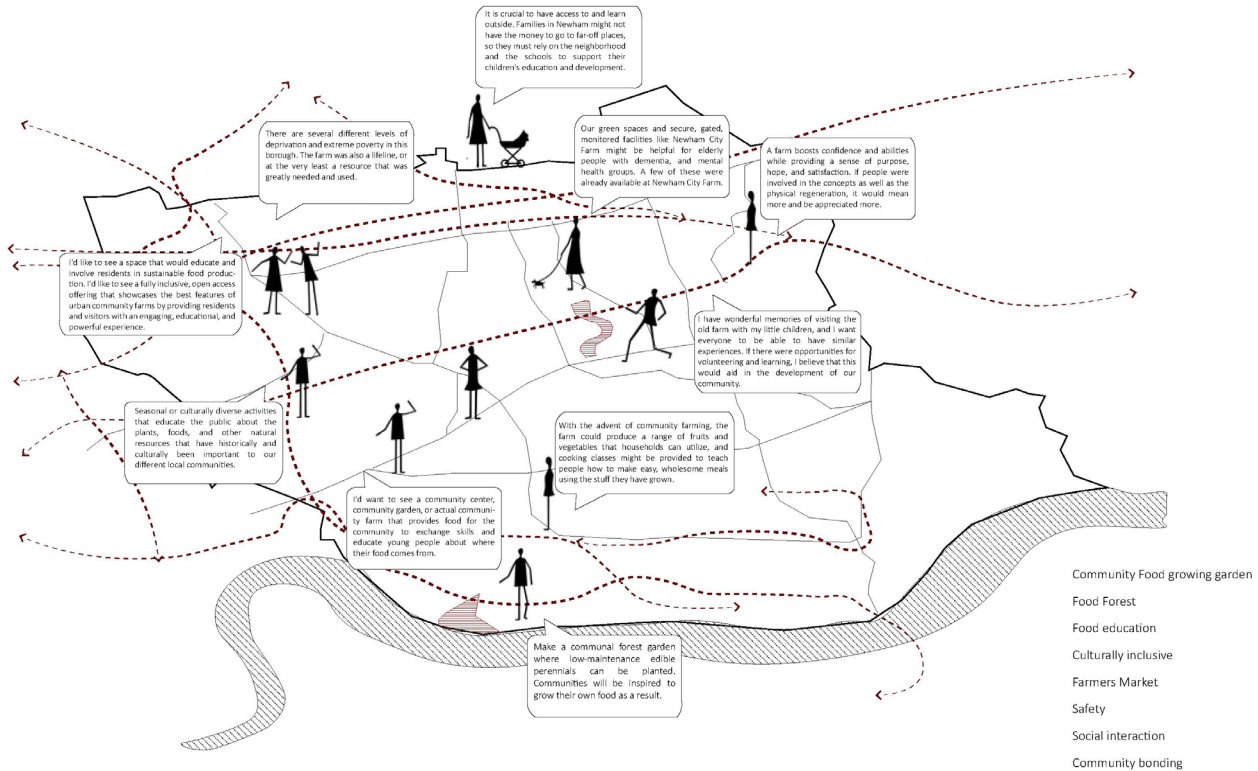 It is crucial to have access to and learn
outside. Families in Newham might not
have the money to go to far-off places,
so they must rely on the neighborhood
and the schools to support their
children's education and development.
There are several different levels of
deprivation and extreme poverty in this
borough. The farm was also a lifeline, or
at the very least a resource that was
greatly needed and used.
Our green spaces and secure, gated,
monitored facilities like Newham City
Farm might be helpful for elderly
people with dementia, and mental
health groups. A few of these were
already available at Newham City Farm.
A farm boosts confidence and abilities
while providing a sense of purpose,
hope, and satisfaction. If people were
involved in the concepts as well as the
physical regeneration, it would mean
more and be appreciated more.
I'd like to see a space that would educate and
involve residents in sustainable food produc-
tion. I'd like to see a fully inclusive, open access
offering that showcases the best features of
urban community farms by providing residents
and visitors with an engaging, educational, and
powerful experience.
I have wonderful memories of visiting the
old farm with my little children, and I want
everyone to be able to have similar
experiences. If there were opportunities for
volunteering and learning, I believe that this
would aid in the development of our
community.
Seasonal or culturally diverse activities
that educate the public about the
plants, foods, and other natural
resources that have historically and
culturally been important to our
different local communities.
With the advent of community farming, the
farm could produce a range of fruits and
vegetables that households can utilize, and
cooking classes might be provided to teach
people how to make easy, wholesome meals
using the stuff they have grown.
I'd want to see a community center,
community garden, or actual communi-
ty farm that provides food for the
community to exchange skills and
educate young people about where
their food comes from.
Make a communal forest garden
where low-maintenance edible
perennials can be planted.
Communities will be inspired to
grow their own food as a result.
Community Food growing garden
Food Forest
Food education
Culturally inclusive
Farmers Market
Safety
Social interaction
Community bonding